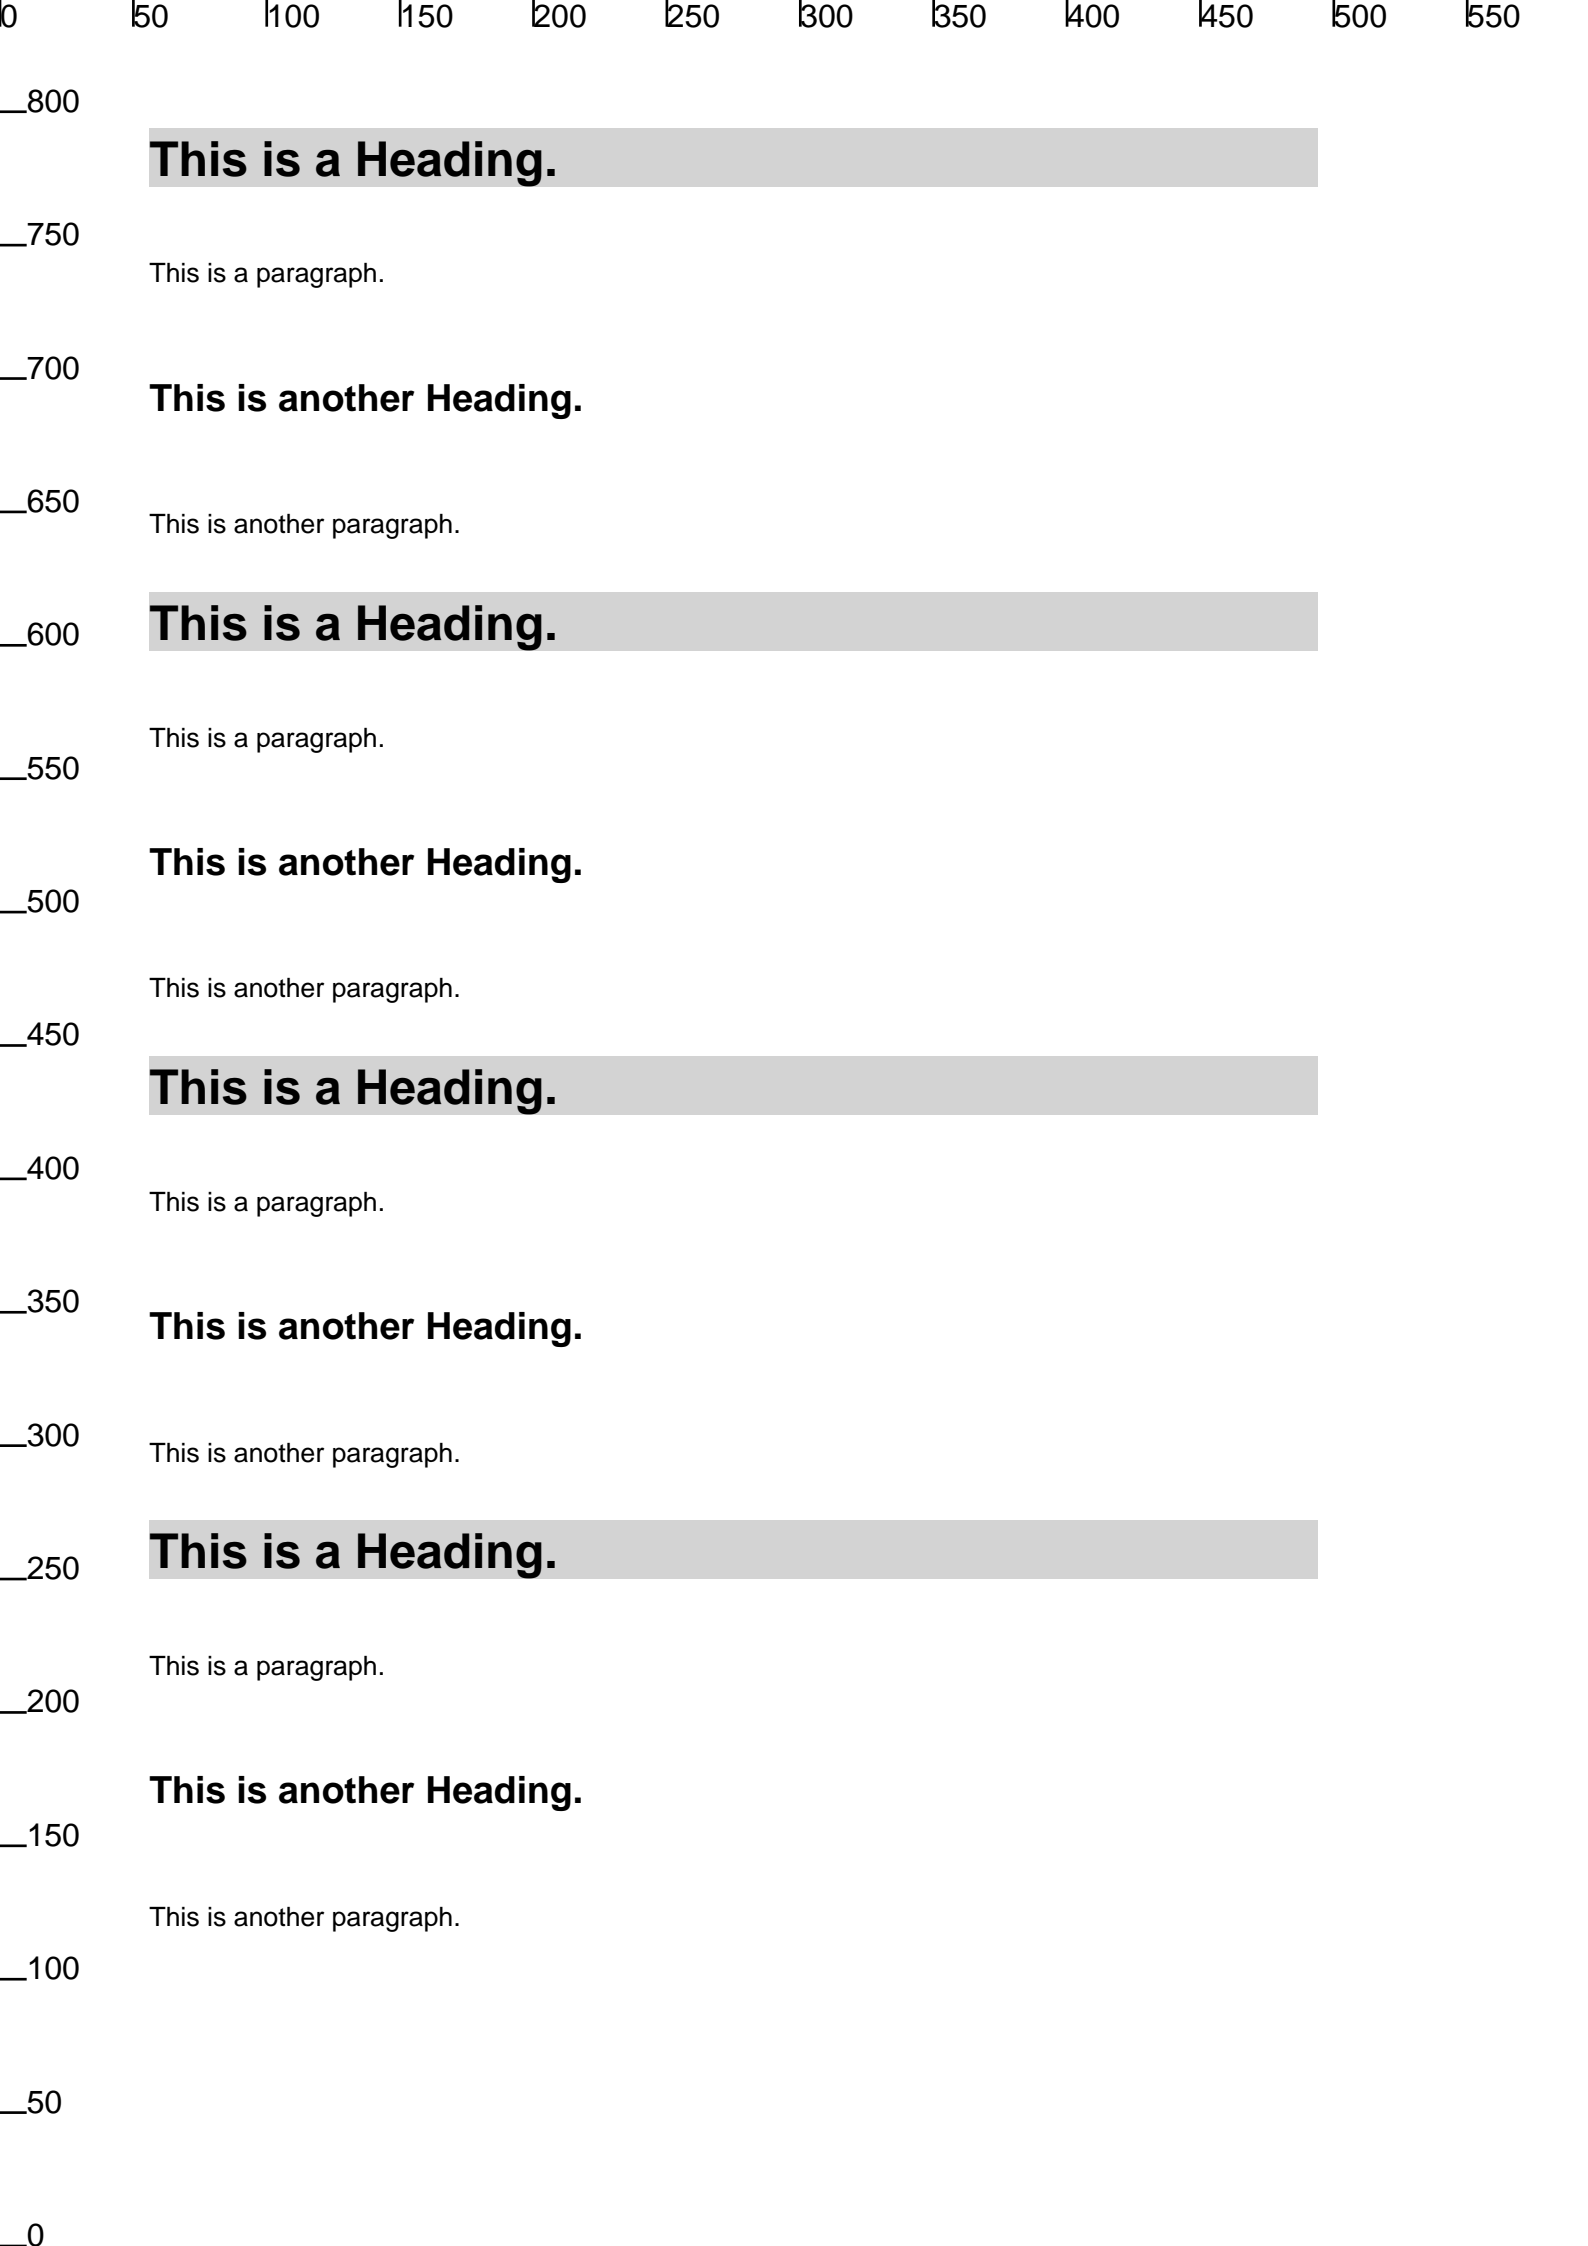 0 50 100 150 200 250 300 350 400 450 500 550
800
This is a Heading.
750
This is a paragraph.
700
This is another Heading.
650
This is another paragraph.
This is a Heading.
600
This is a paragraph.
550
This is another Heading.
500
This is another paragraph.
450
This is a Heading.
400
This is a paragraph.
350
This is another Heading.
300
This is another paragraph.
This is a Heading.
250
This is a paragraph.
200
This is another Heading.
150
This is another paragraph.
100
50
0